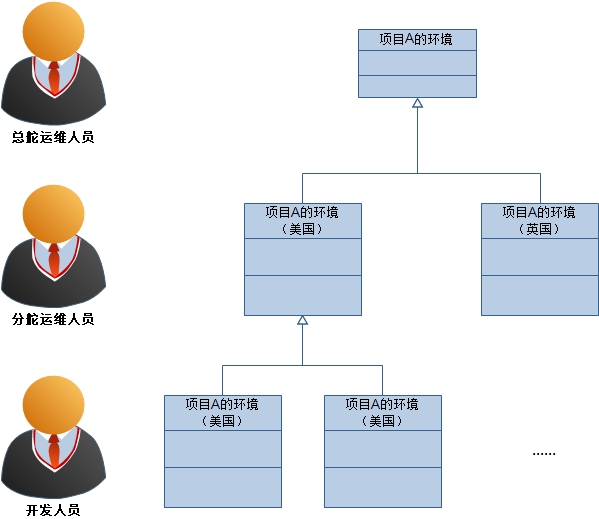 项目A的环境
总舵运维人员
项目A的环境
（美国）
项目A的环境
（英国）
分舵运维人员
项目A的环境
（美国）
项目A的环境
（美国）
......
开发人员